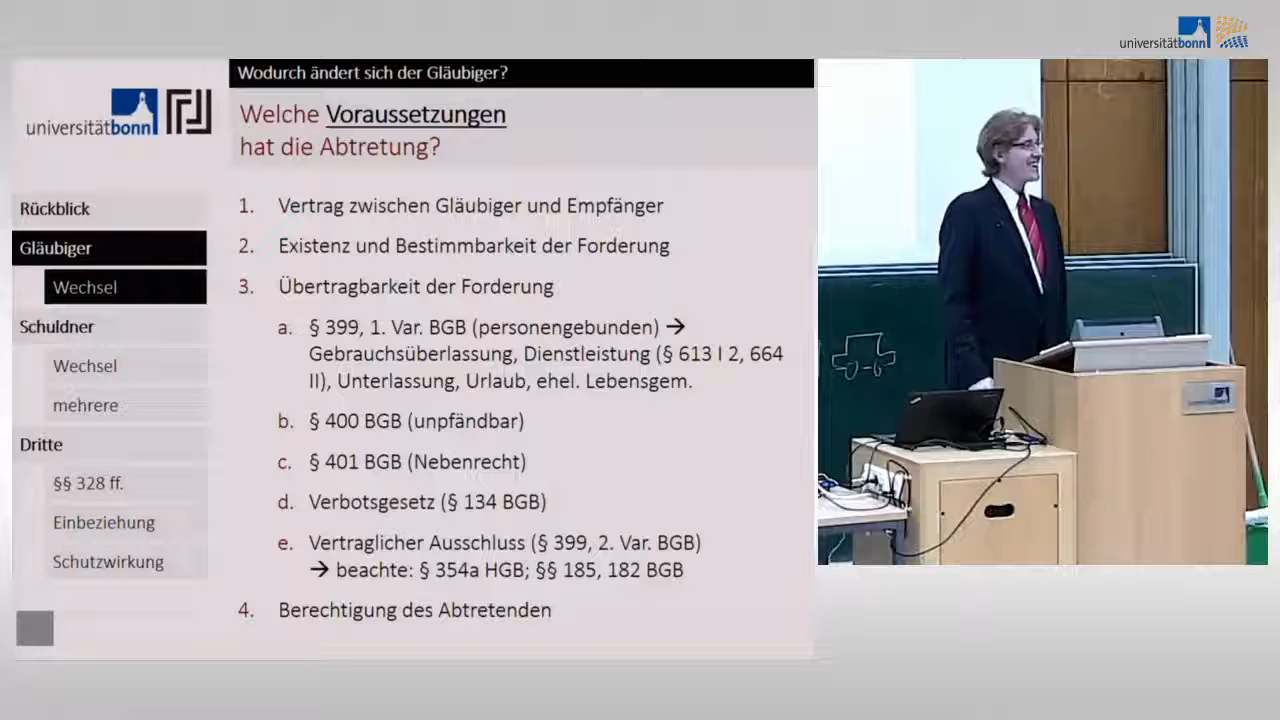 universitätbonn
Wodurch ändert sich der Gläubiger?
universitätbonn
Welche Voraussetzungen
hat die Abtretung?
Rückblick
Gläubiger
Wechsel
Schuldner
Wechsel
mehrere
Dritte
§§ 328 ff.
Einbeziehung
Schutzwirkung
1. Vertrag zwischen Gläubiger und Empfänger
2. Existenz und Bestimmbarkeit der Forderung
3. Übertragbarkeit der Forderung
a. § 399, 1. Var. BGB (personengebunden) →
Gebrauchsüberlassung, Dienstleistung (§ 613 I 2, 664
II), Unterlassung, Urlaub, ehel. Lebensgem.
b. § 400 BGB (unpfändbar)
c. § 401 BGB (Nebenrecht)
d. Verbotsgesetz (§ 134 BGB)
e. Vertraglicher Ausschluss (§ 399, 2. Var. BGB)
→ beachte: § 354a HGB; §§ 185, 182 BGB
4. Berechtigung des Abtretenden